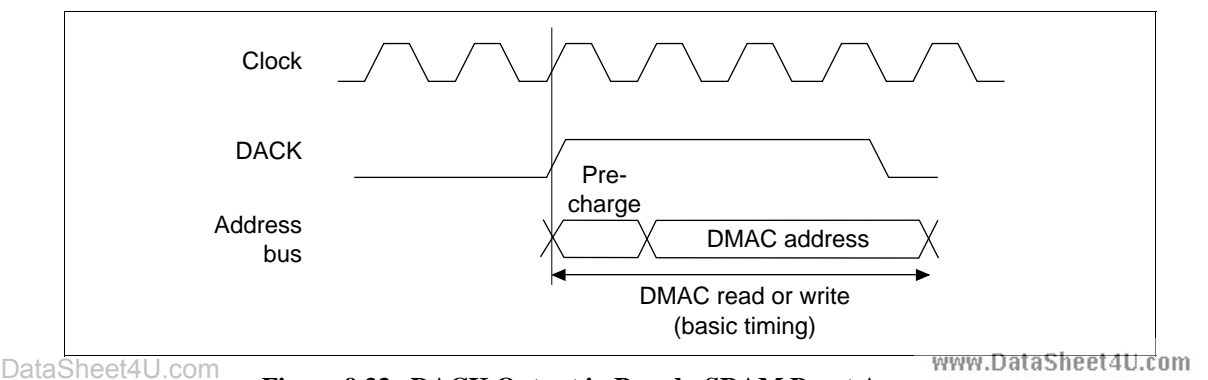 Clock
DACK
Pre-
charge
Address
bus
DMAC address
DMAC read or write
(basic timing)
DataSheet4U.com
www.DataSheet4U.com